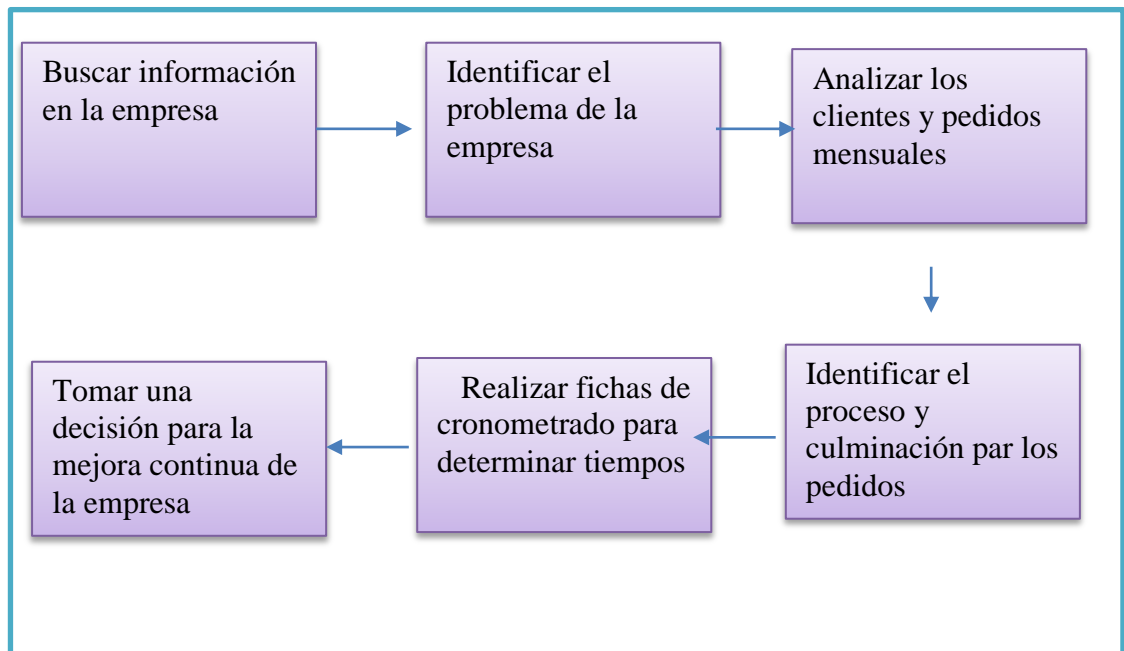 Buscar información
en la empresa
Identificar el
problema de la
empresa
Analizar los
clientes y pedidos
mensuales
Identificar el
proceso y
culminación par los
pedidos
Realizar fichas de
cronometrado para
determinar tiempos
Tomar una
decisión para la
mejora continua de
la empresa